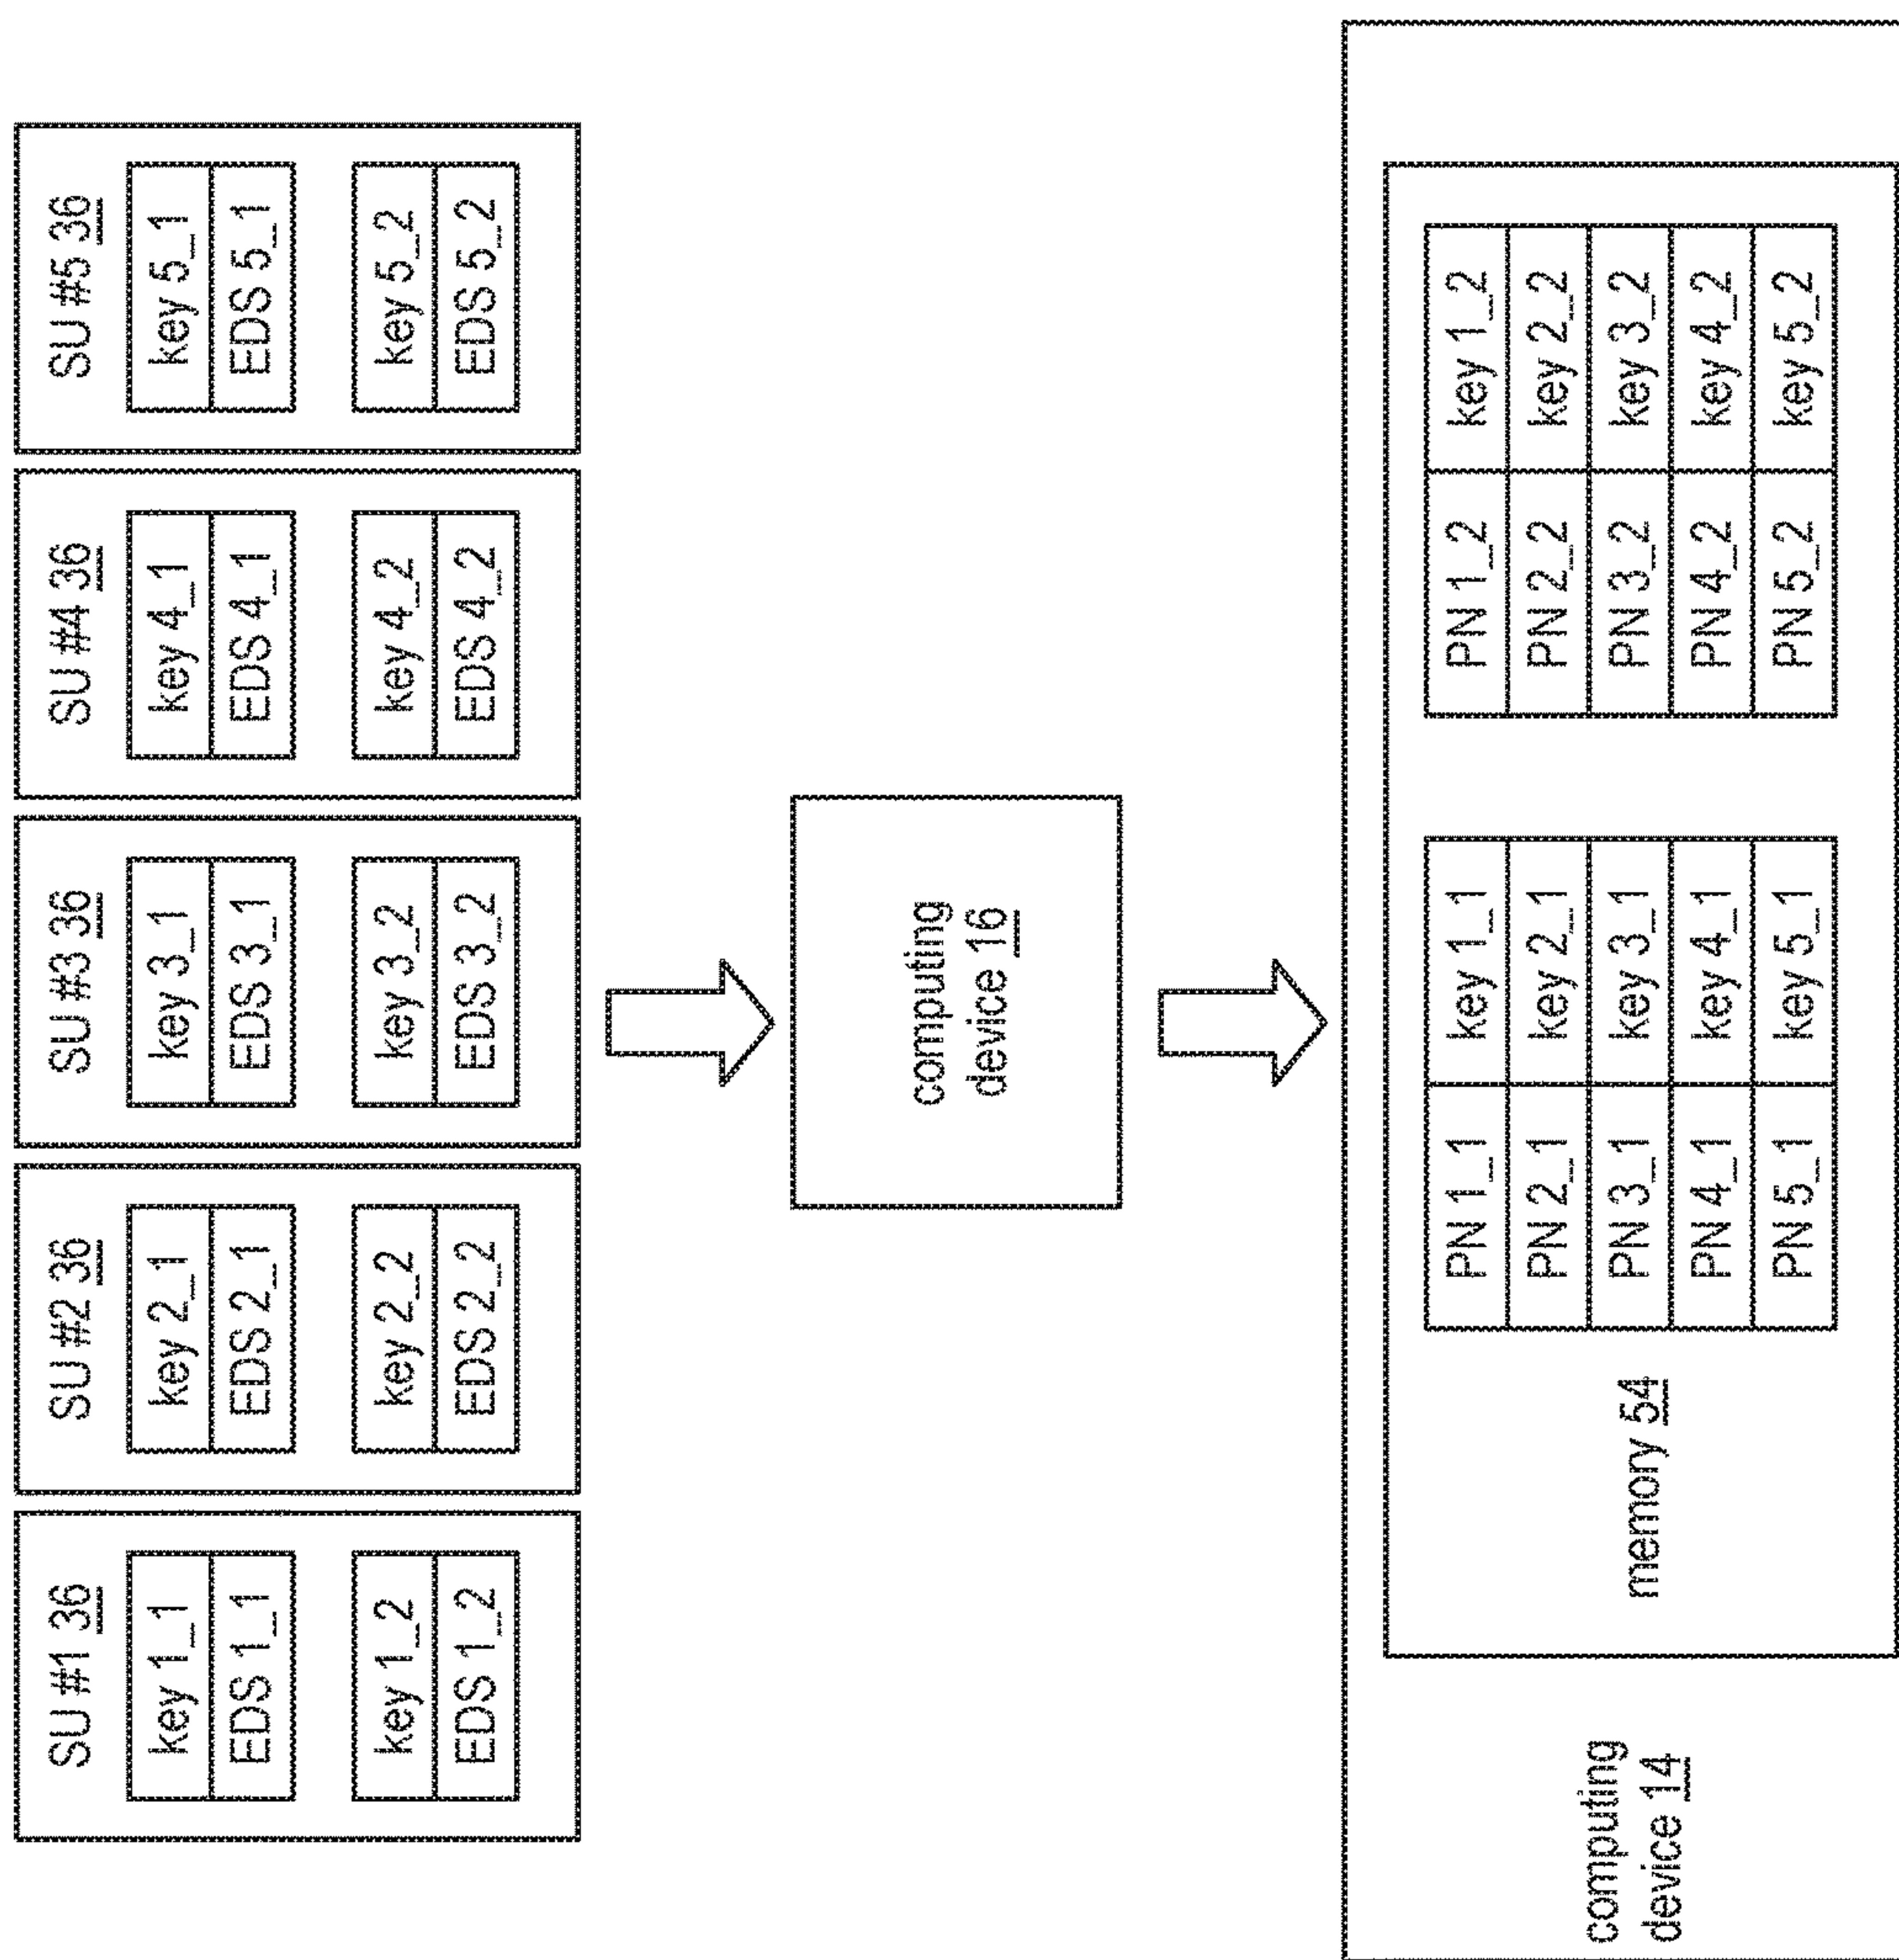 SU #1 36
key 1_1
EDS 1_1
key 1_2
EDS 1_2
SU #2 36
key 2_1
EDS 2_1
key 2_2
EDS 2_2
SU #3 36
key 3_1
EDS 3_1
key 3_2
EDS 3_2
SU #4 36
key 4_1
EDS 4_1
key 4_2
EDS 4_2
SU #5 36
key 5_1
EDS 5_1
key 5_2
EDS 5_2
computing
device 16
computing
device 14
memory 54
PN 1_1 key 1_1
PN 2_1 key 2_1
PN 3_1 key 3_1
PN 4_1 key 4_1
PN 5_1 key 5_1
PN 1_2 key 1_2
PN 2_2 key 2_2
PN 3_2 key 3_2
PN 4_2 key 4_2
PN 5_2 key 5_2